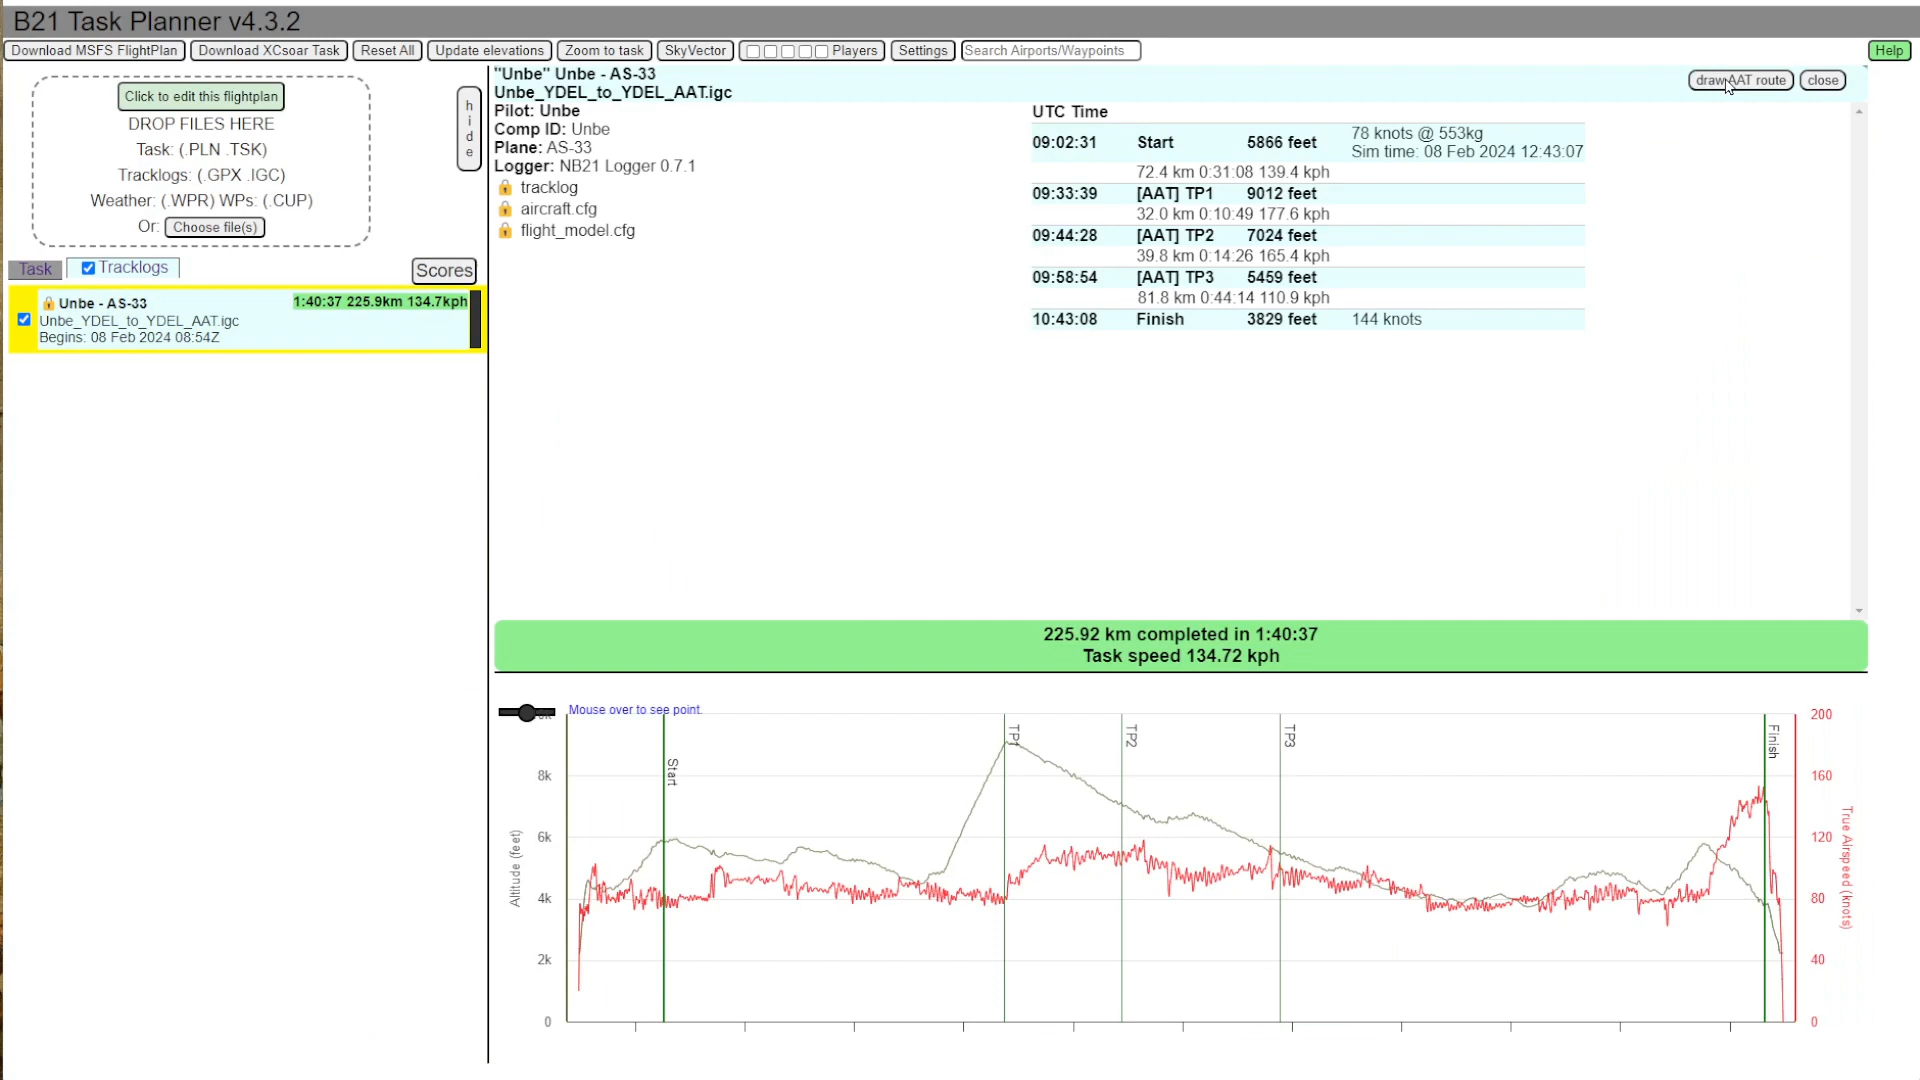 B21 Task Planner v4.3.2
Download MSFS FlightPlan Download XCsoar Task Reset All Update elevations Zoom to task SkyVector Players Settings Search Airports/Waypoints Help
Click to edit this flightplan
DROP FILES HERE
Task: (.PLN .TSK)
Tracklogs: (.GPX .IGC)
Weather: (.WPR) WPs: (.CUP)
Or: Choose file(s)
hide
Task Tracklogs Scores
Unbe - AS-33 1:40:37 225.9km 134.7kph
Unbe_YDEL_to_YDEL_AAT.igc
Begins: 08 Feb 2024 08:54Z
"Unbe" Unbe - AS-33
Unbe_YDEL_to_YDEL_AAT.igc
draw AAT route close
Pilot: Unbe
Comp ID: Unbe
Plane: AS-33
Logger: NB21 Logger 0.7.1
tracklog
aircraft.cfg
flight_model.cfg
UTC Time
09:02:31 Start 5866 feet 78 knots @ 553kg
Sim time: 08 Feb 2024 12:43:07
72.4 km 0:31:08 139.4 kph
09:33:39 [AAT] TP1 9012 feet
32.0 km 0:10:49 177.6 kph
09:44:28 [AAT] TP2 7024 feet
39.8 km 0:14:26 165.4 kph
09:58:54 [AAT] TP3 5459 feet
81.8 km 0:44:14 110.9 kph
10:43:08 Finish 3829 feet 144 knots
225.92 km completed in 1:40:37
Task speed 134.72 kph
Mouse over to see point.
Altitude (feet)
8k
6k
4k
2k
0
Start
TP1
TP2
TP3
Finish
200
160
120
80
40
0
True Airspeed (knots)